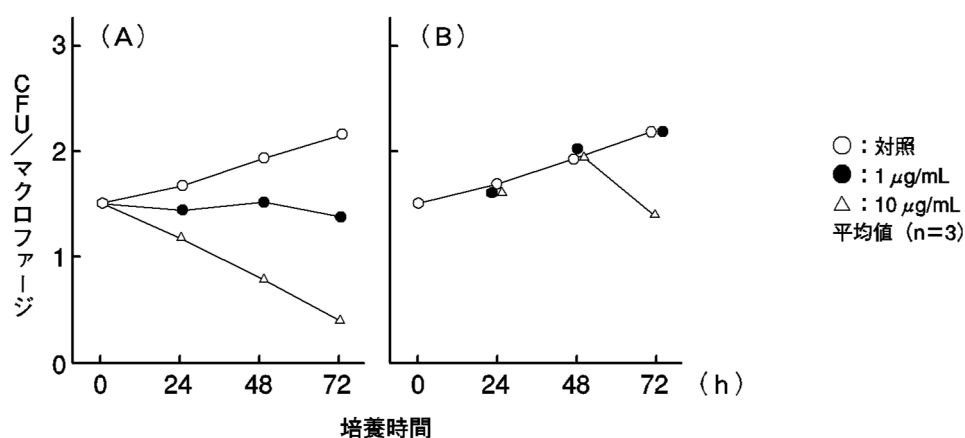 (A)
(B)
3
2
1
0
CFU/マクロファージ
0 24 48 72
0 24 48 72 (h)
培養時間
○：対照
●：1 μg/mL
△：10 μg/mL
平均値 (n=3)